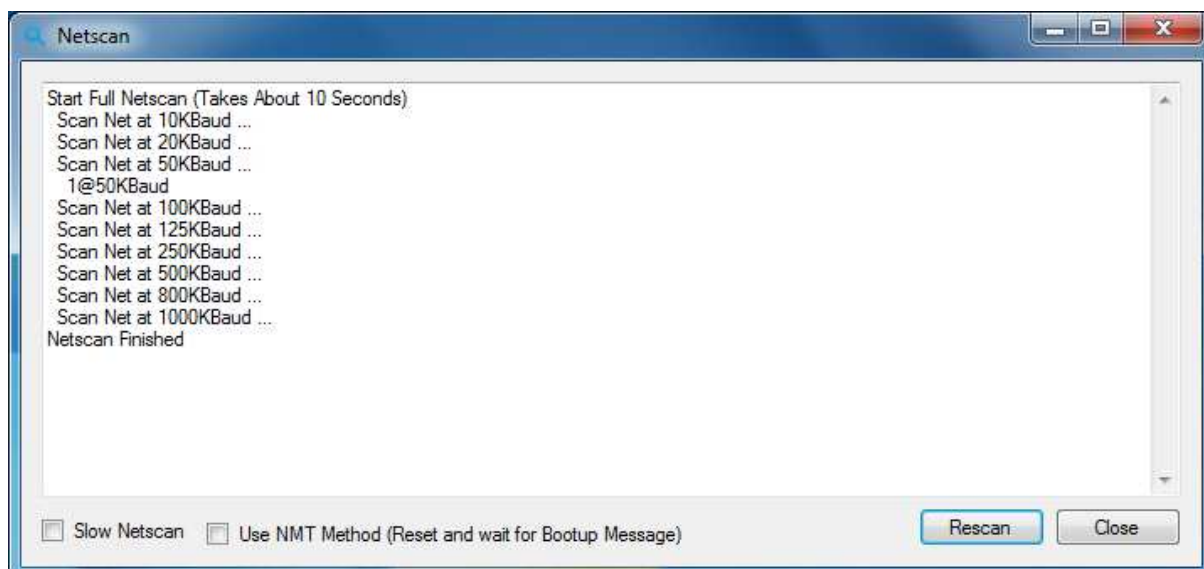 Netscan
Start Full Netscan (Takes About 10 Seconds)
Scan Net at 10KBaud ...
Scan Net at 20KBaud ...
Scan Net at 50KBaud ...
1@50KBaud
Scan Net at 100KBaud ...
Scan Net at 125KBaud ...
Scan Net at 250KBaud ...
Scan Net at 500KBaud ...
Scan Net at 800KBaud ...
Scan Net at 1000KBaud ...
Netscan Finished
Slow Netscan
Use NMT Method (Reset and wait for Bootup Message)
Rescan
Close